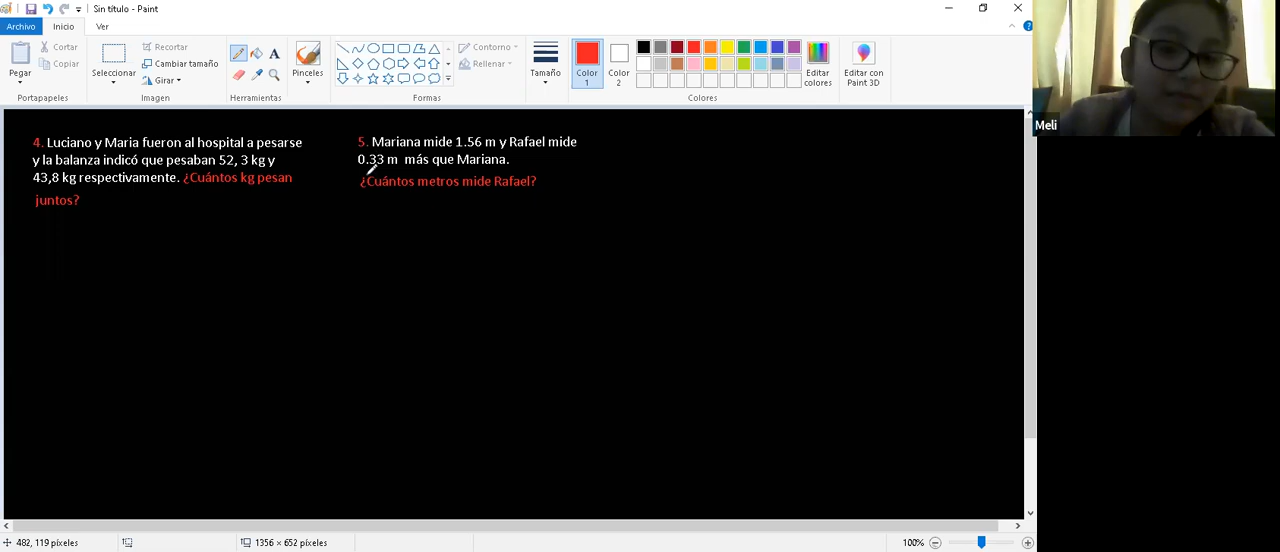 Sin título - Paint
Archivo Inicio Ver
Pegar
Cortar
Copiar
Portapapeles
Seleccionar
Recortar
Cambiar tamaño
Girar
Imagen
Herramientas
Pinceles
Contorno
Rellenar
Formas
Tamaño
Color 1
Color 2
Editar colores
Editar con Paint 3D
Colores
Meli
4. Luciano y Maria fueron al hospital a pesarse
y la balanza indicó que pesaban 52, 3 kg y
43,8 kg respectivamente. ¿Cuántos kg pesan
juntos?
5. Mariana mide 1.56 m y Rafael mide
0.33 m más que Mariana.
¿Cuántos metros mide Rafael?
482, 119 píxeles
1356 × 652 píxeles
100%